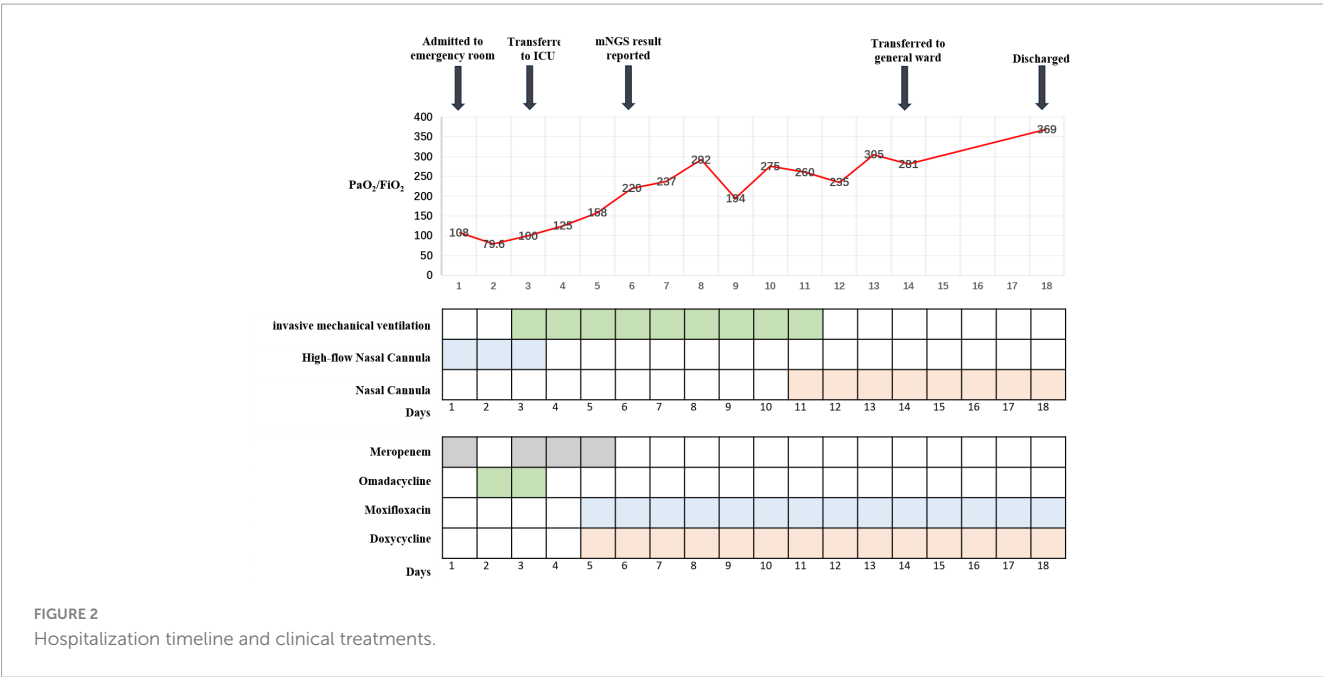 Admitted to
emergency room
Transferre
to ICU
mNGS result
reported
Transferred to
general ward
Discharged
400
350
300
250
200
150
100
50
0
PaO2/FiO2
108
79.6
100
125
158
220
237
292
194
275
260
235
305
281
369
1 2 3 4 5 6 7 8 9 10 11 12 13 14 15 16 17 18
invasive mechanical ventilation
High-flow Nasal Cannula
Nasal Cannula
Days 1 2 3 4 5 6 7 8 9 10 11 12 13 14 15 16 17 18
Meropenem
Omadacycline
Moxifloxacin
Doxycycline
Days 1 2 3 4 5 6 7 8 9 10 11 12 13 14 15 16 17 18
FIGURE 2
Hospitalization timeline and clinical treatments.